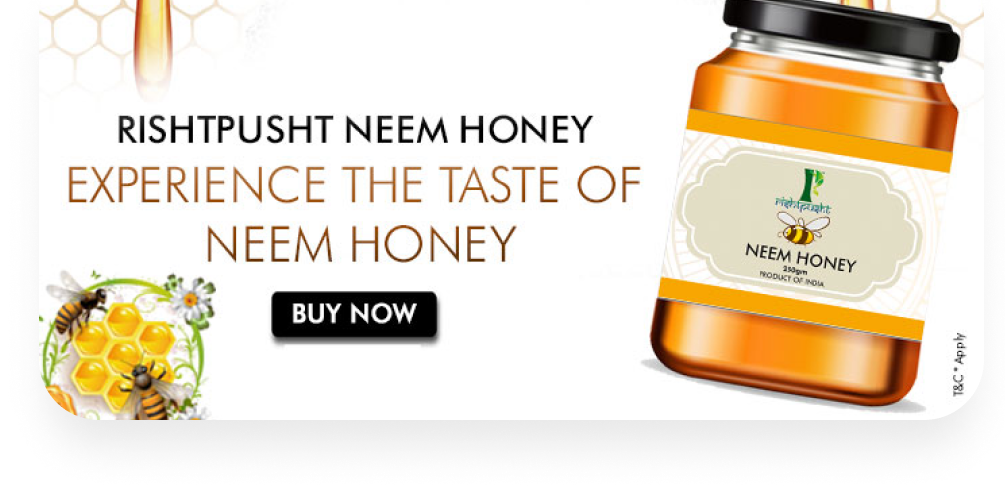 RISHTPUSHT NEEM HONEY
EXPERIENCE THE TASTE OF
NEEM HONEY
BUY NOW
rishtpusht
NEEM HONEY
250gm
PRODUCT OF INDIA
T&C * Apply